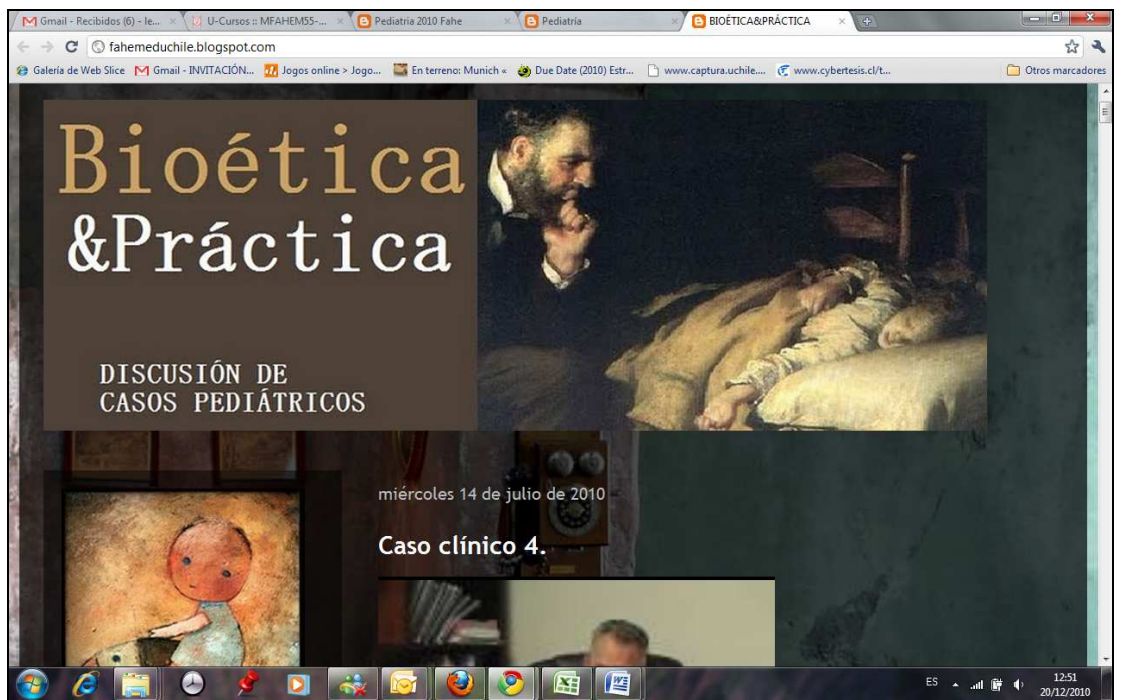 Gmail - Recibidos (6) - le...
U-Cursos :: MFAHEM55-...
Pediatria 2010 Fahe
Pediatría
BIOÉTICA&PRÁCTICA
fahemeduchile.blogspot.com
Galería de Web Slice
Gmail - INVITACIÓN...
Jogos online > Jogo...
En terreno: Munich «
Due Date (2010) Estr...
www.captura.uchile....
www.cybertesis.cl/t...
Otros marcadores
Bioética
&Práctica
DISCUSIÓN DE
CASOS PEDIÁTRICOS
miércoles 14 de julio de 2010
Caso clínico 4.
ES
12:51
20/12/2010